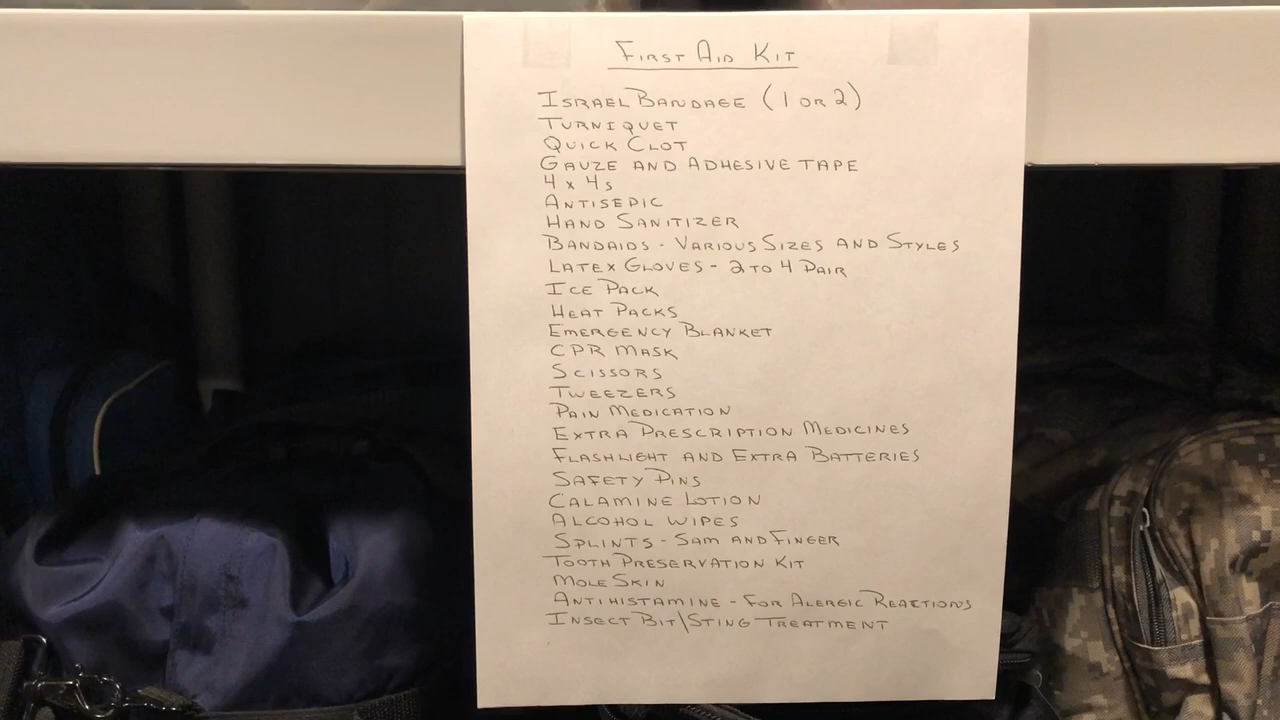 FIRST AID KIT
ISRAEL BANDAGE (1 OR 2)
TURNIQUET
QUICK CLOT
GAUZE AND ADHESIVE TAPE
4 x 4s
ANTISEPIC
HAND SANITIZER
BANDAIDS - VARIOUS SIZES AND STYLES
LATEX GLOVES - 2 TO 4 PAIR
ICE PACK
HEAT PACKS
EMERGENCY BLANKET
CPR MASK
SCISSORS
TWEEZERS
PAIN MEDICATION
EXTRA PRESCRIPTION MEDICINES
FLASHLIGHT AND EXTRA BATTERIES
SAFETY PINS
CALAMINE LOTION
ALCOHOL WIPES
SPLINTS - SAM AND FINGER
TOOTH PRESERVATION KIT
MOLE SKIN
ANTIHISTAMINE - FOR ALERGIC REACTIONS
INSECT BIT\STING TREATMENT